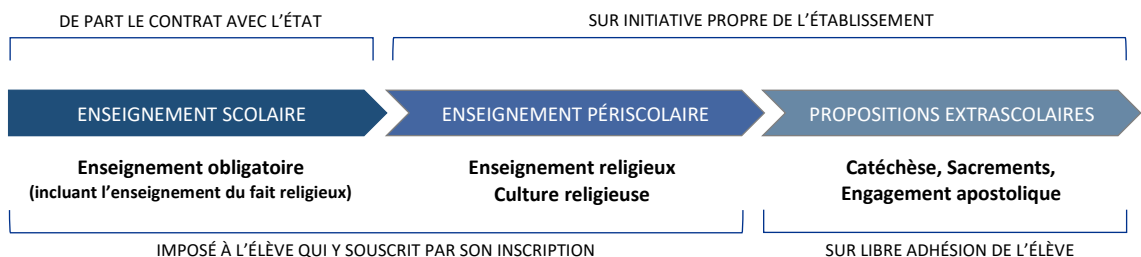 DE PART LE CONTRAT AVEC L’ÉTAT
SUR INITIATIVE PROPRE DE L’ÉTABLISSEMENT
ENSEIGNEMENT SCOLAIRE
ENSEIGNEMENT PÉRISCOLAIRE
PROPOSITIONS EXTRASCOLAIRES
Enseignement obligatoire
(incluant l’enseignement du fait religieux)
Enseignement religieux
Culture religieuse
Catéchèse, Sacrements,
Engagement apostolique
IMPOSÉ À L’ÉLÈVE QUI Y SOUSCRIT PAR SON INSCRIPTION
SUR LIBRE ADHÉSION DE L’ÉLÈVE